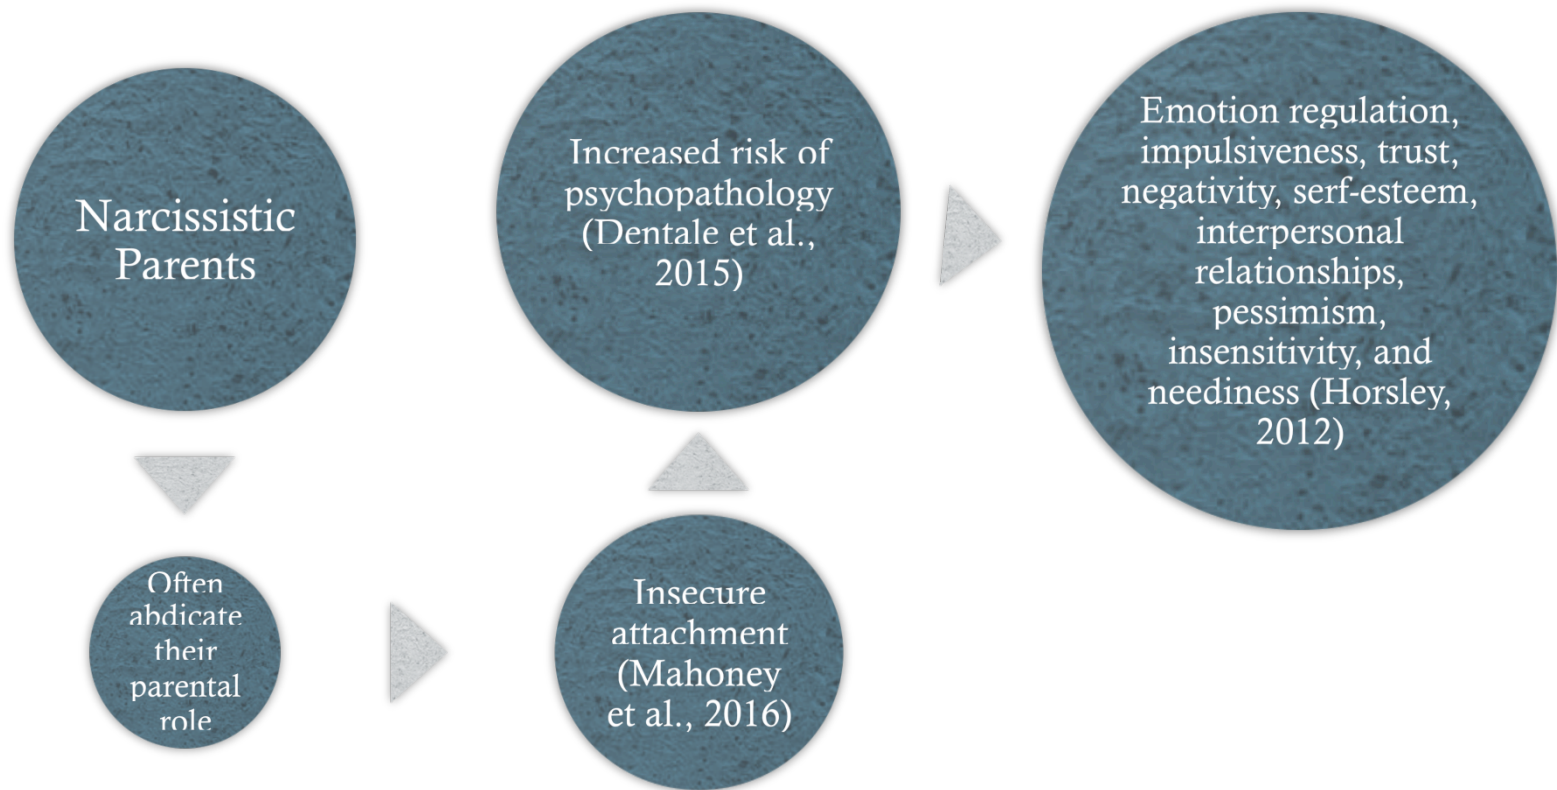 Narcissistic
Parents
Often
abdicate
their
parental
role
Insecure
attachment
(Mahoney
et al., 2016)
Increased risk of
psychopathology
(Dentale et al.,
2015)
Emotion regulation,
impulsiveness, trust,
negativity, serf-esteem,
interpersonal
relationships,
pessimism,
insensitivity, and
neediness (Horsley,
2012)